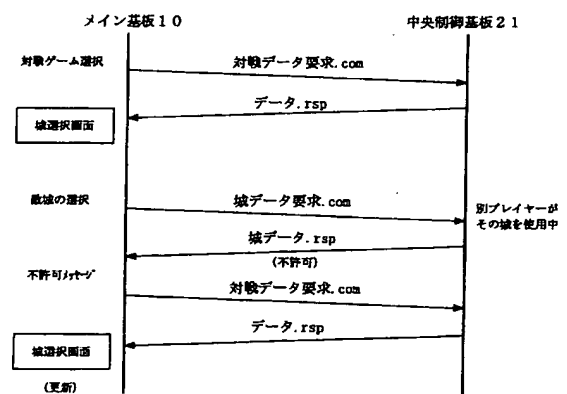 メイン基板１０
中央制御基板２１
対戦ゲーム選択
対戦データ要求.com
データ.rsp
城選択画面
敵城の選択
城データ要求.com
別プレイヤーが
その城を使用中
城データ.rsp
(不許可)
不許可ﾒｯｾｰｼﾞ
対戦データ要求.com
データ.rsp
城選択画面
(更新)